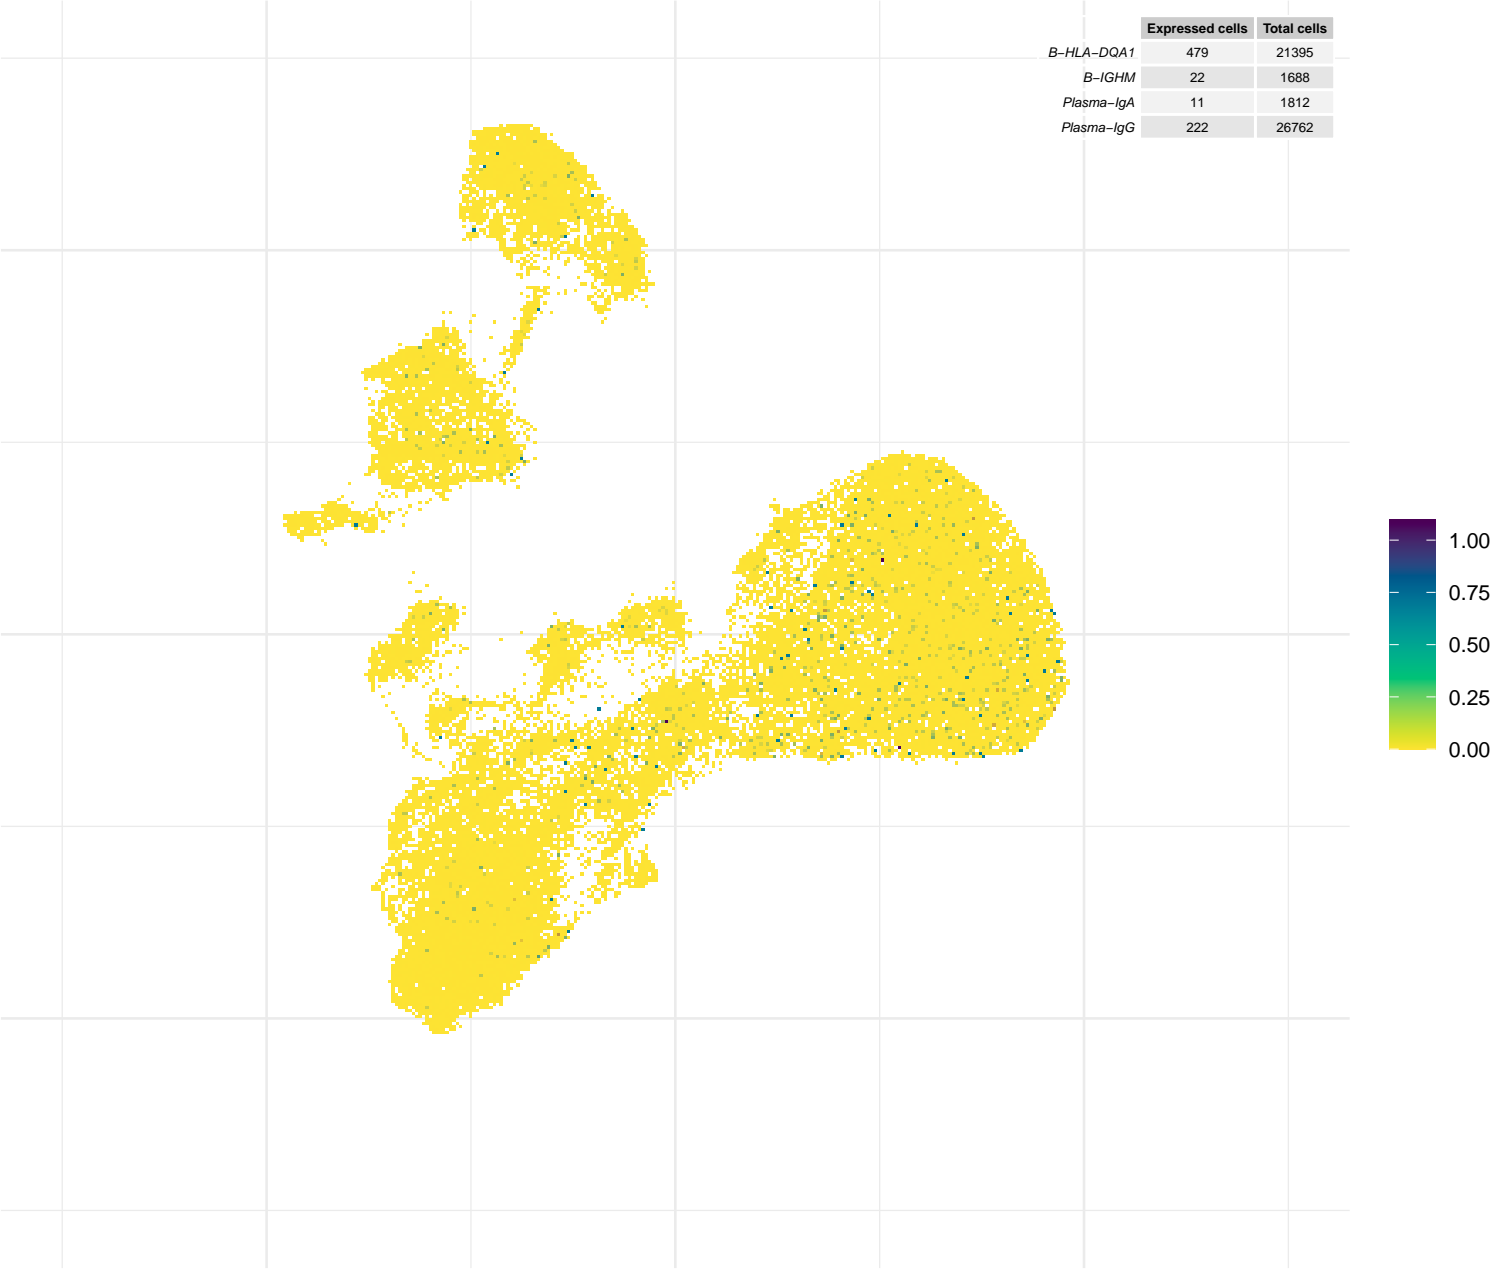 Expressed cells Total cells
B−HLA−DQA1 479 21395
B−IGHM 22 1688
Plasma−IgA 11 1812
Plasma−IgG 222 26762
1.00
0.75
0.50
0.25
0.00